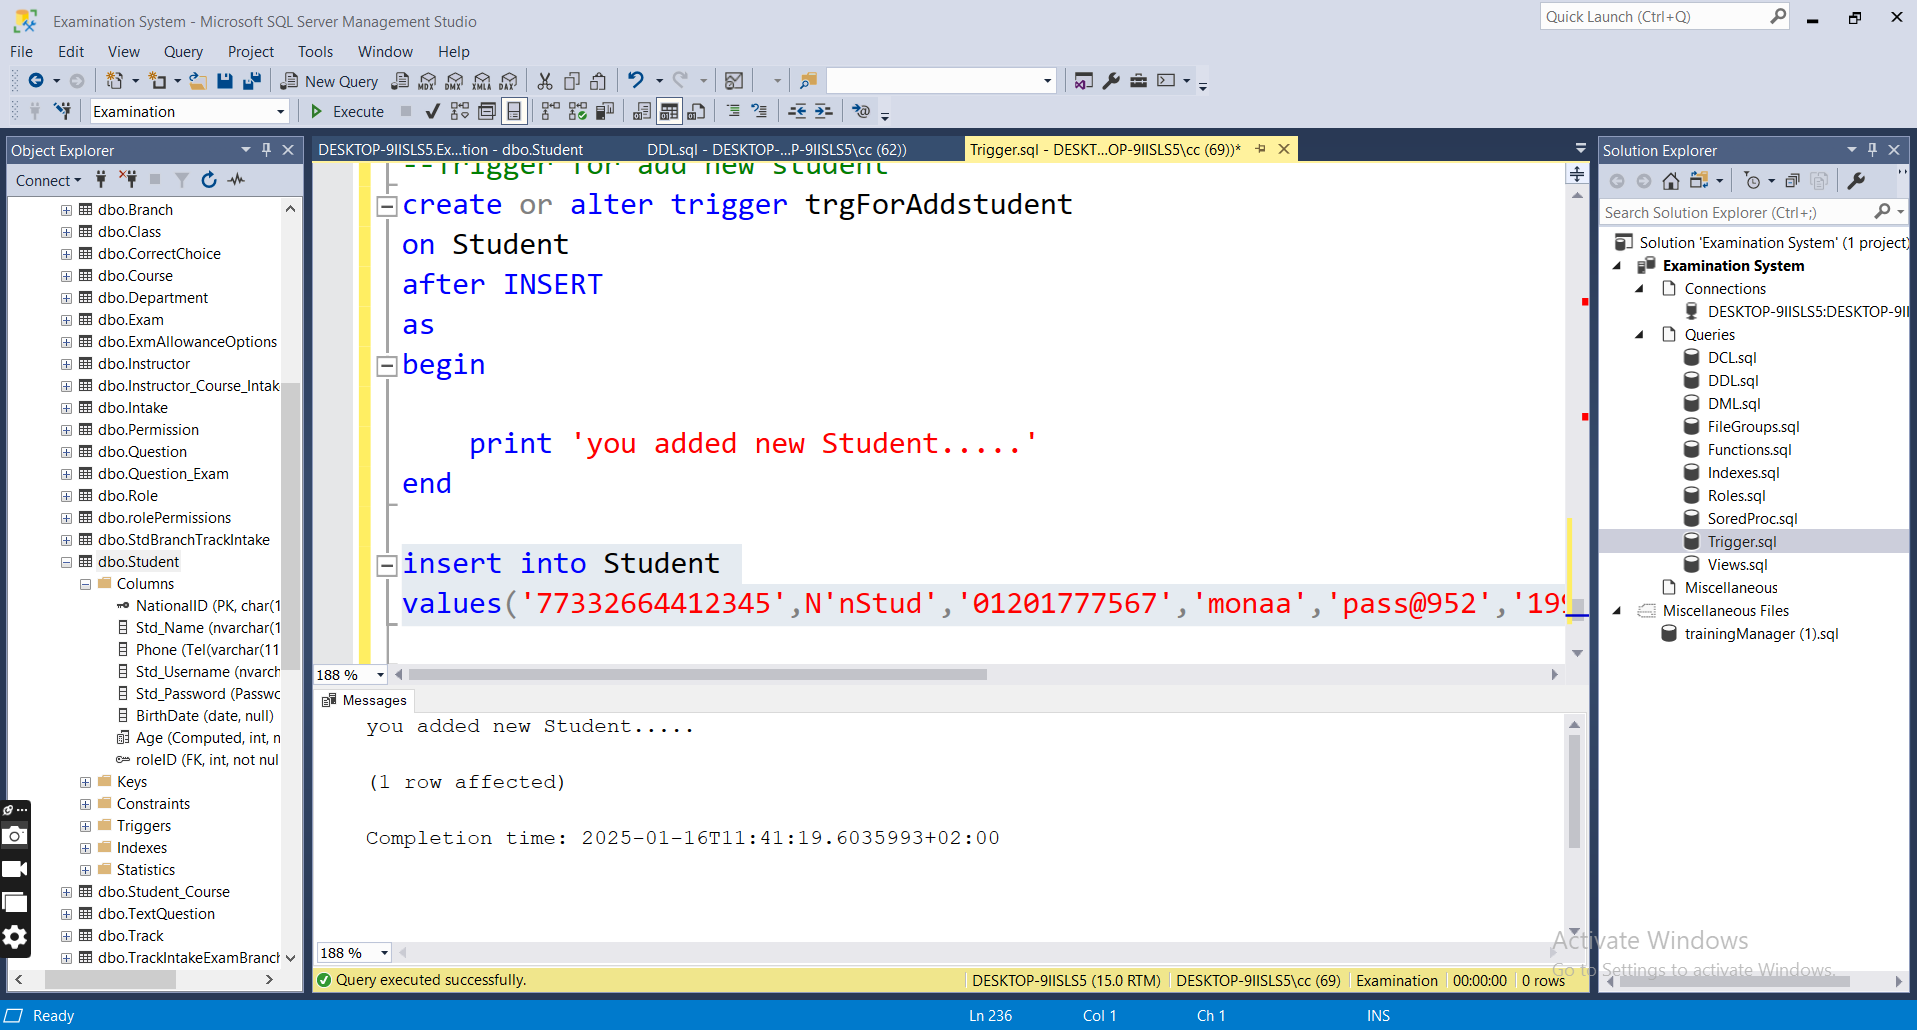 Examination System - Microsoft SQL Server Management Studio
Quick Launch (Ctrl+Q)
File Edit View Query Project Tools Window Help
New Query
MDX DMX XMLA DAX
Examination
Execute
Object Explorer
Connect
dbo.Branch
dbo.Class
dbo.CorrectChoice
dbo.Course
dbo.Department
dbo.Exam
dbo.ExmAllowanceOptions
dbo.Instructor
dbo.Instructor_Course_Intak
dbo.Intake
dbo.Permission
dbo.Question
dbo.Question_Exam
dbo.Role
dbo.rolePermissions
dbo.StdBranchTrackIntake
dbo.Student
Columns
NationalID (PK, char(1
Std_Name (nvarchar(1
Phone (Tel(varchar(11
Std_Username (nvarch
Std_Password (Passwo
BirthDate (date, null)
Age (Computed, int, n
roleID (FK, int, not nul
Keys
Constraints
Triggers
Indexes
Statistics
dbo.Student_Course
dbo.TextQuestion
dbo.Track
dbo.TrackIntakeExamBranch
DESKTOP-9IISLS5.Ex...tion - dbo.Student
DDL.sql - DESKTOP-...P-9IISLS5\cc (62))
Trigger.sql - DESKT...OP-9IISLS5\cc (69))*
--Trigger for add new student
create or alter trigger trgForAddstudent
on Student
after INSERT
as
begin
print 'you added new Student.....'
end
insert into Student
values('77332664412345',N'nStud','01201777567','monaa','pass@952','199
188 %
Messages
you added new Student.....
(1 row affected)
Completion time: 2025-01-16T11:41:19.6035993+02:00
188 %
Query executed successfully.
DESKTOP-9IISLS5 (15.0 RTM)
DESKTOP-9IISLS5\cc (69)
Examination
00:00:00
0 rows
Solution Explorer
Search Solution Explorer (Ctrl+;)
Solution 'Examination System' (1 project)
Examination System
Connections
DESKTOP-9IISLS5:DESKTOP-9II
Queries
DCL.sql
DDL.sql
DML.sql
FileGroups.sql
Functions.sql
Indexes.sql
Roles.sql
SoredProc.sql
Trigger.sql
Views.sql
Miscellaneous
Miscellaneous Files
trainingManager (1).sql
Activate Windows
Go to Settings to activate Windows.
Ready
Ln 236
Col 1
Ch 1
INS